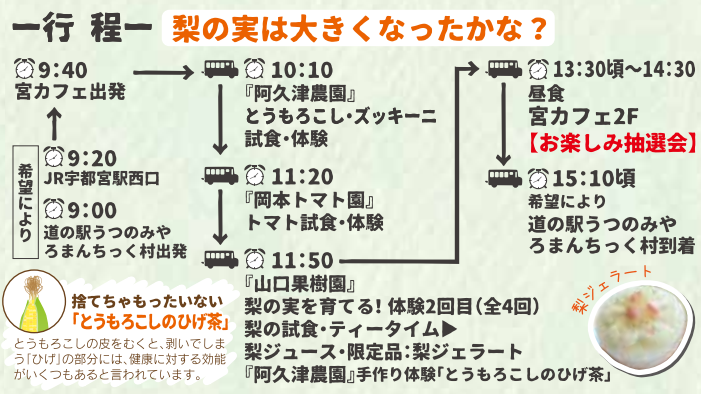 ー行 程ー 梨の実は大きくなったかな？
9:40
宮カフェ出発
希望により
9:20
JR宇都宮駅西口
9:00
道の駅うつのみや
ろまんちっく村出発
10:10
『阿久津農園』
とうもろこし・ズッキーニ
試食・体験
11:20
『岡本トマト園』
トマト試食・体験
11:50
『山口果樹園』
梨の実を育てる！体験2回目（全4回）
梨の試食・ティータイム▶
梨ジュース・限定品：梨ジェラート
『阿久津農園』手作り体験「とうもろこしのひげ茶」
13:30頃〜14:30
昼食
宮カフェ2F
【お楽しみ抽選会】
15:10頃
希望により
道の駅うつのみや
ろまんちっく村到着
梨ジェラート
捨てちゃもったいない
「とうもろこしのひげ茶」
とうもろこしの皮をむくと、剥いでしま
う「ひげ」の部分には、健康に対する効能
がいくつもあると言われています。